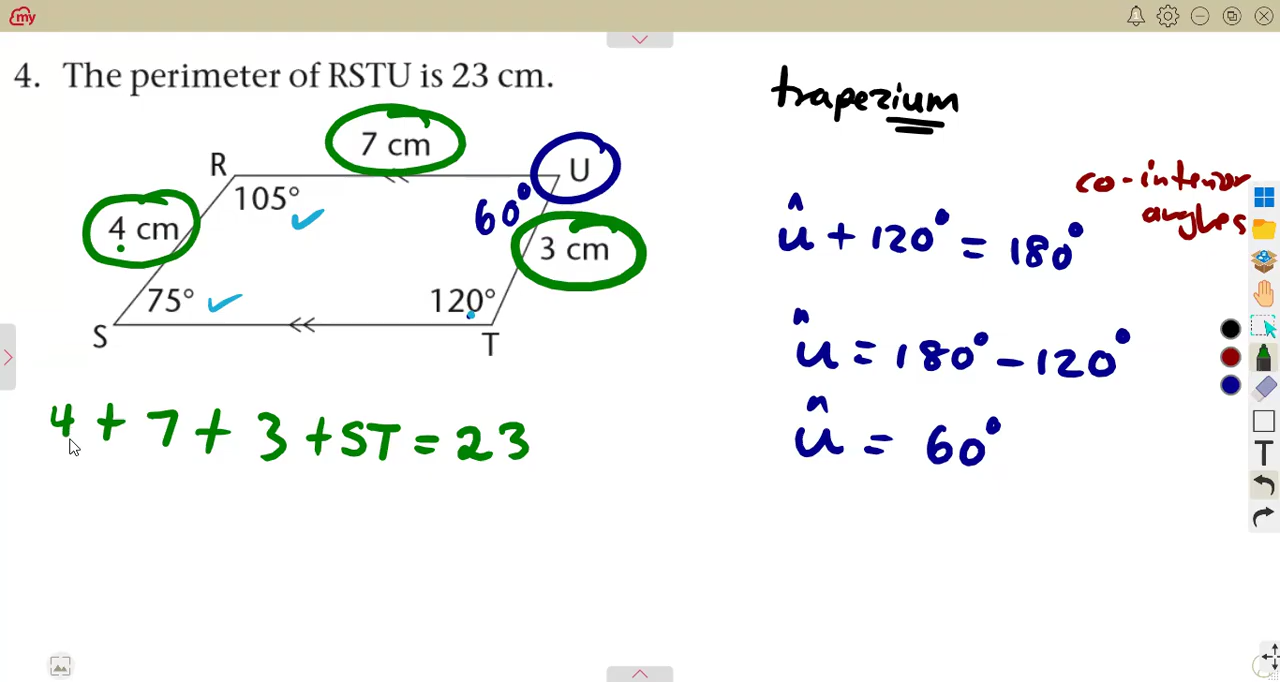 my
4. The perimeter of RSTU is 23 cm.
trapezium
7 cm
R
U
105°
60°
4 cm
3 cm
75°
120°
S
T
co-interior
angles
û + 120° = 180°
û = 180° - 120°
û = 60°
4 + 7 + 3 + ST = 23
T